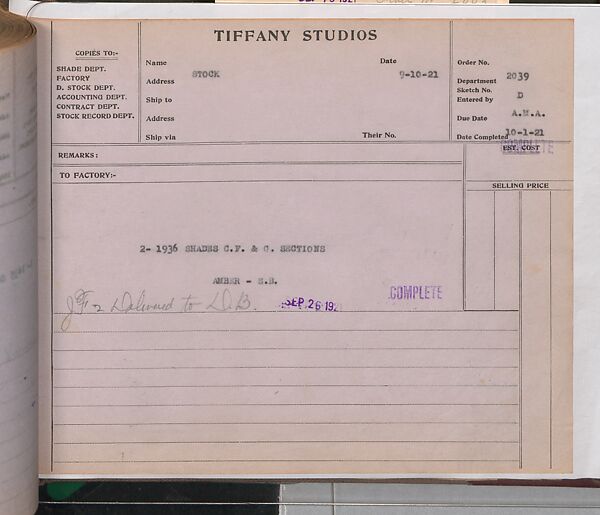 TIFFANY STUDIOS
COPIES TO:-
SHADE DEPT.
FACTORY
D. STOCK DEPT.
ACCOUNTING DEPT.
CONTRACT DEPT.
STOCK RECORD DEPT.
Name STOCK Date 9-10-21
Address
Ship to
Address
Ship via Their No.
Order No.
Department 2039
Sketch No.
Entered by D
Due Date A.M.A.
Date Completed 10-1-21
COMPLETE
EST. COST
REMARKS:
TO FACTORY:-
SELLING PRICE
2- 1936 SHADES C.F. & G. SECTIONS
AMBER - S.B.
2 Delivered to D.B. SEP 26 192
COMPLETE